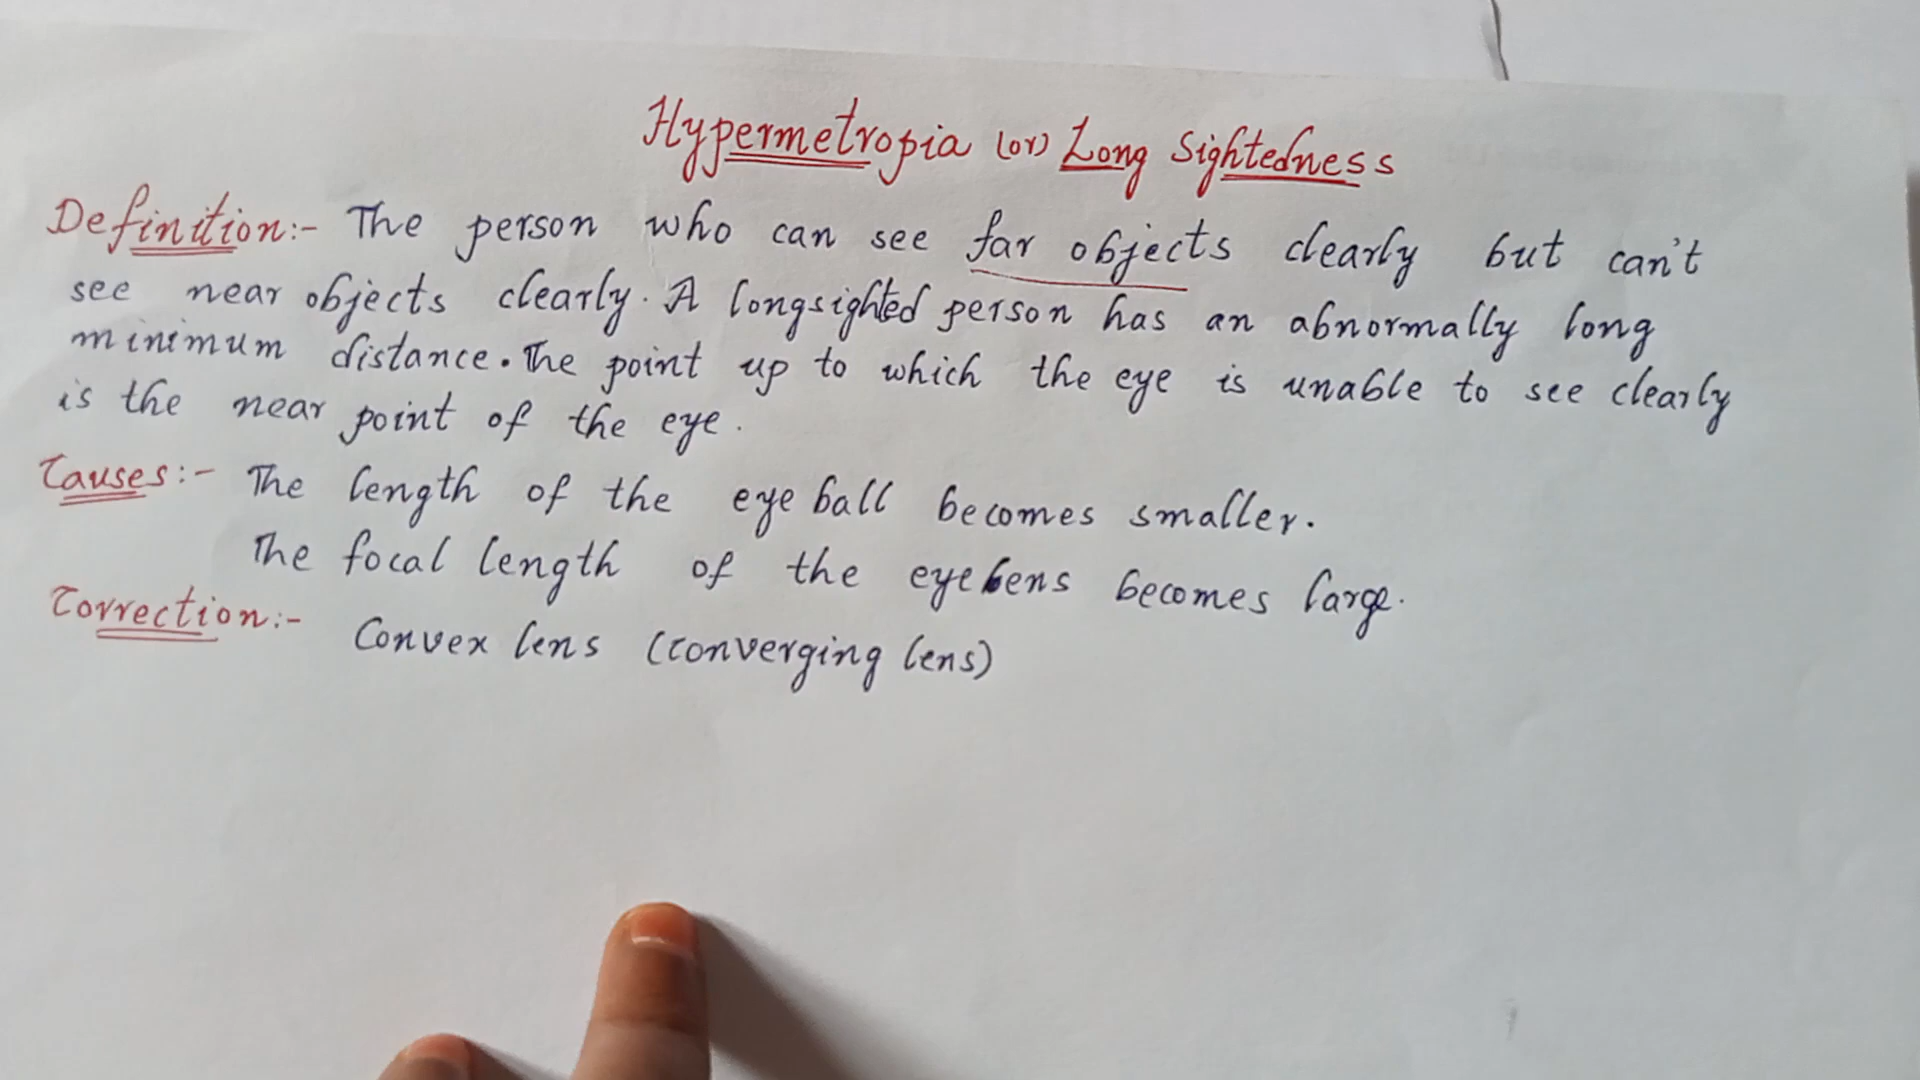 Hypermetropia (or) Long Sightedness
Definition:- The person who can see far objects clearly but can't
see near objects clearly. A longsighted person has an abnormally long
minimum distance. The point up to which the eye is unable to see clearly
is the near point of the eye.
Causes:- The length of the eye ball becomes smaller.
The focal length of the eyelens becomes large.
Correction:- Convex lens (converging lens)